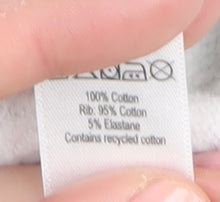 100% Cotton
Rib: 95% Cotton
5% Elastane
Contains recycled cotton